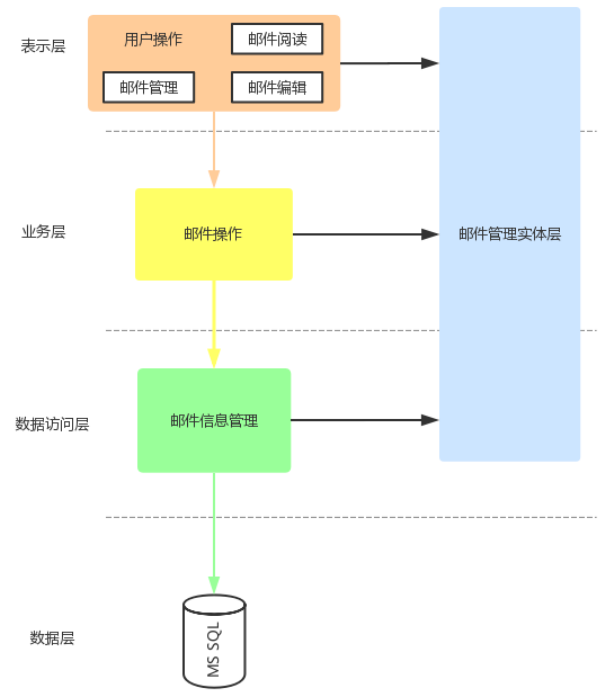 表示层
用户操作
邮件阅读
邮件管理
邮件编辑
业务层
邮件操作
邮件管理实体层
数据访问层
邮件信息管理
数据层
MS SQL